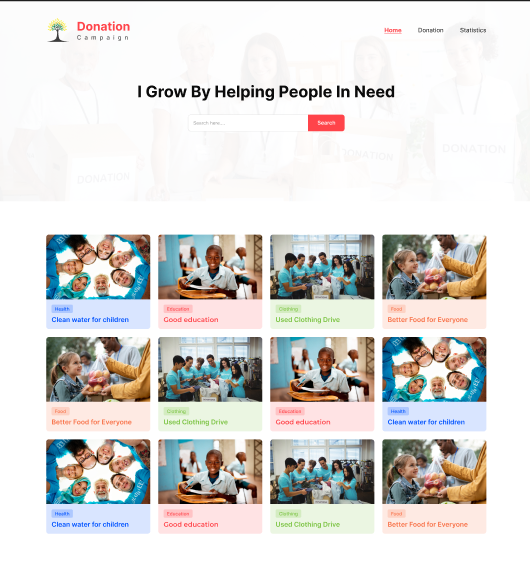 Donation
Campaign
Home
Donation
Statistics
I Grow By Helping People In Need
Search here....
Search
DONATION
DONATION
DONATION
Health
Clean water for children
Education
Good education
Clothing
Used Clothing Drive
Food
Better Food for Everyone
Food
Better Food for Everyone
Clothing
Used Clothing Drive
Education
Good education
Health
Clean water for children
Health
Clean water for children
Education
Good education
Clothing
Used Clothing Drive
Food
Better Food for Everyone